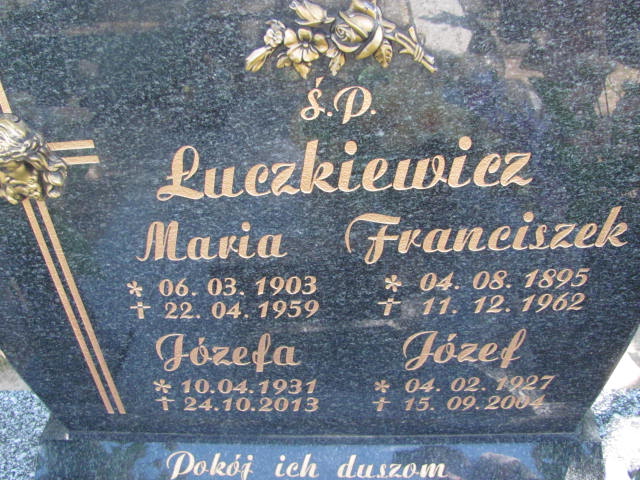 Ś.P.
Łuczkiewicz
Maria Franciszek
* 06. 03. 1903 * 04. 08. 1895
† 22. 04. 1959 † 11. 12. 1962
Józefa Józef
* 10.04.1931 * 04. 02. 1927
† 24.10.2013 † 15. 09. 2004
Pokój ich duszom